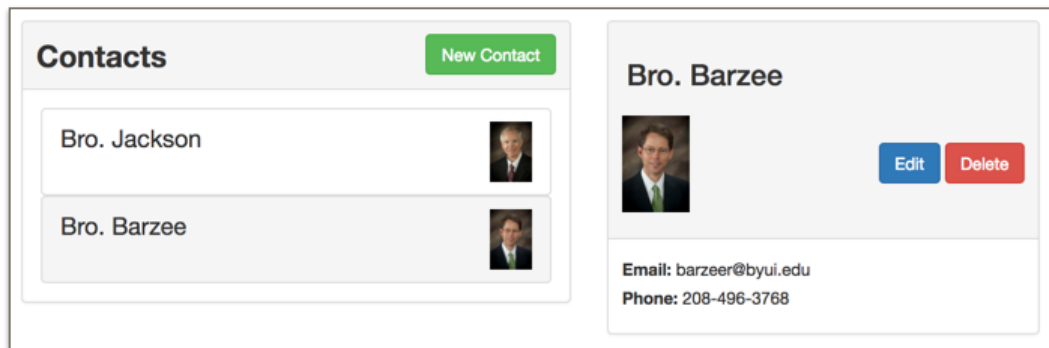 Contacts
New Contact
Bro. Jackson
Bro. Barzee
Bro. Barzee
Edit
Delete
Email: barzeer@byui.edu
Phone: 208-496-3768